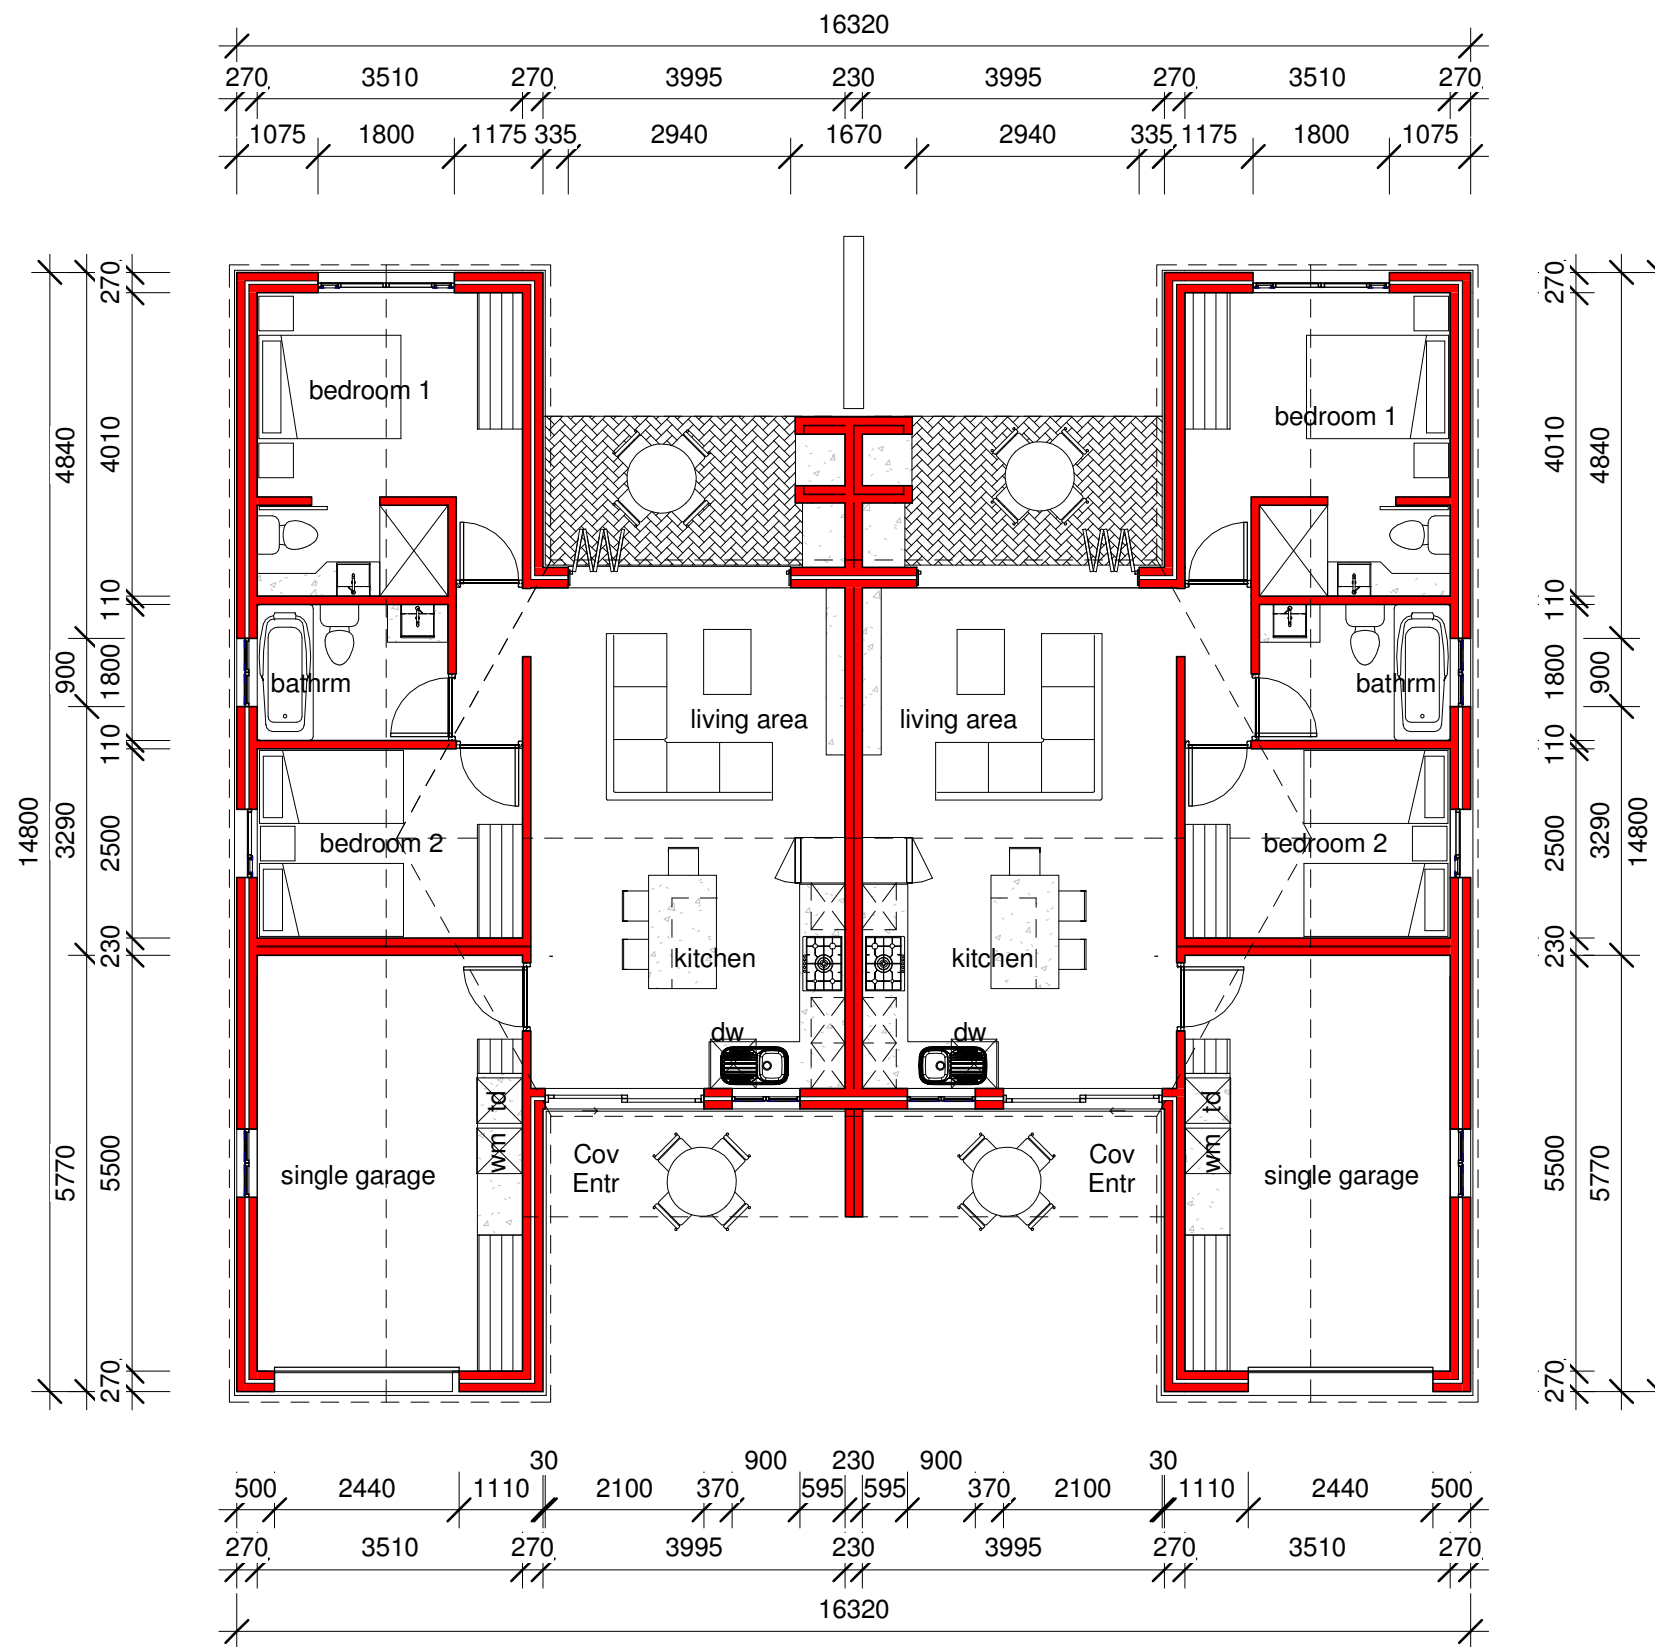 16320
270 3510 270 3995 230 3995 270 3510 270
1075 1800 1175 335 2940 1670 2940 335 1175 1800 1075
270
4010
4840
110
1800
900
110
14800
3290
2500
230
5500
5770
270
bedroom 1
bedroom 1
bathrm
bathrm
living area
living area
bedroom 2
bedroom 2
kitchen
kitchen
dw
dw
td
td
wm
wm
Cov
Entr
Cov
Entr
single garage
single garage
270
4010
4840
110
1800
900
110
2500
3290
14800
230
5500
5770
270
30 900 230 900 30
500 2440 1110 2100 370 595 595 370 2100 1110 2440 500
270 3510 270 3995 230 3995 270 3510 270
16320